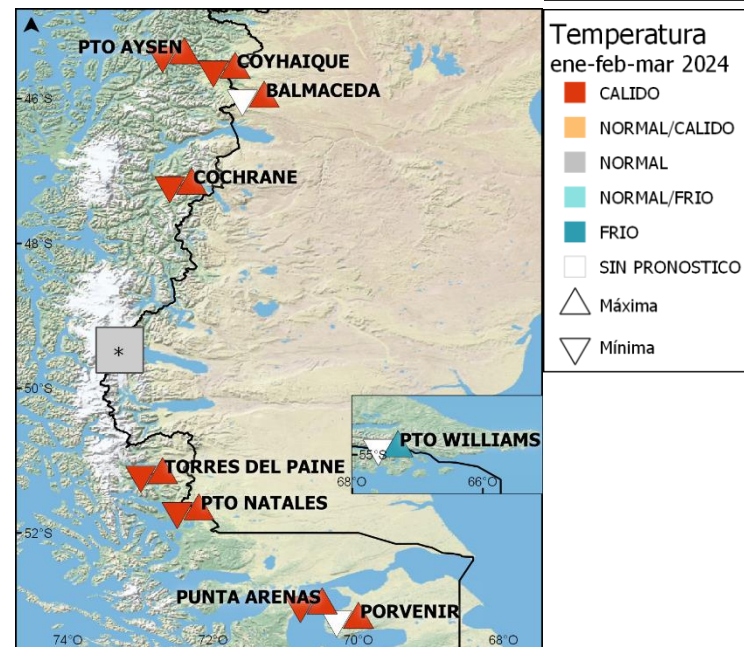 PTO AYSEN
COYHAIQUE
BALMACEDA
46°S
COCHRANE
48°S
*
50°S
PTO WILLIAMS
55°S
68°O
66°O
TORRES DEL PAINE
PTO NATALES
52°S
PUNTA ARENAS
PORVENIR
74°O
72°O
70°O
68°O
Temperatura
ene-feb-mar 2024
CALIDO
NORMAL/CALIDO
NORMAL
NORMAL/FRIO
FRIO
SIN PRONOSTICO
Máxima
Mínima